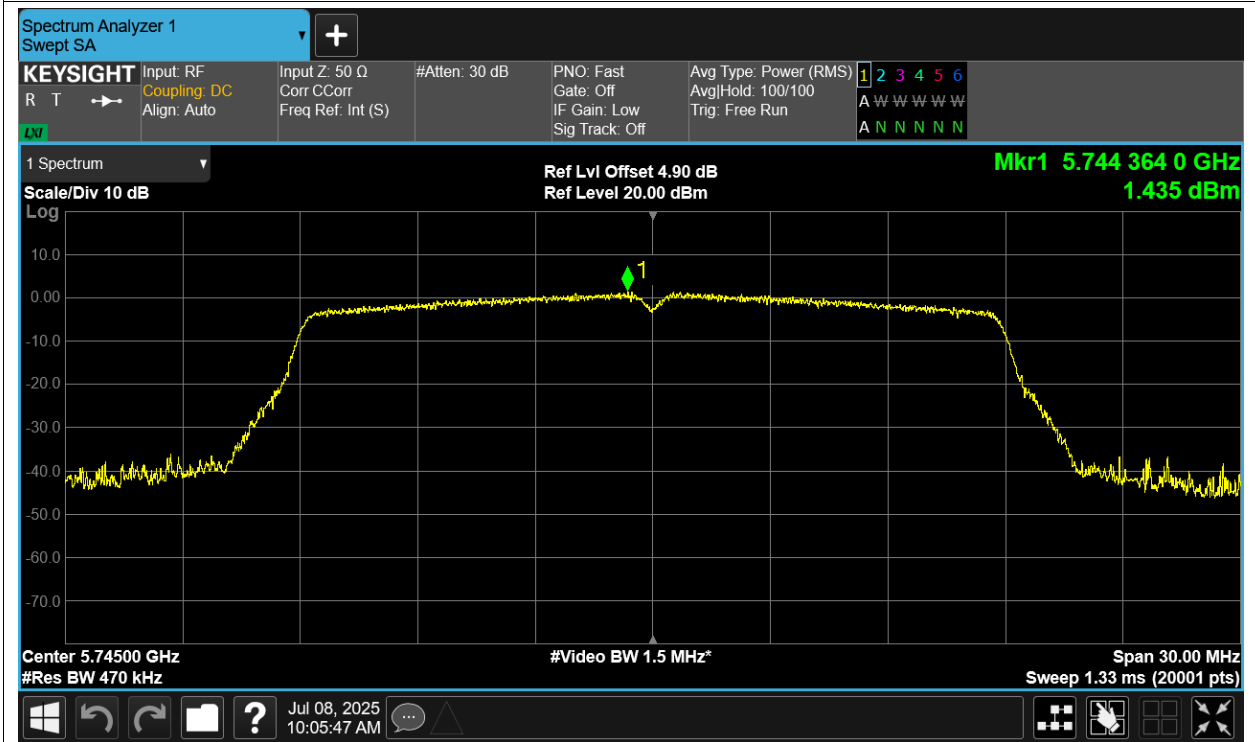 Spectrum Analyzer 1
Swept SA
KEYSIGHT
R T
LXI
Input: RF
Coupling: DC
Align: Auto
Input Z: 50 Ω
Corr CCorr
Freq Ref: Int (S)
#Atten: 30 dB
PNO: Fast
Gate: Off
IF Gain: Low
Sig Track: Off
Avg Type: Power (RMS)
Avg|Hold: 100/100
Trig: Free Run
1 2 3 4 5 6
A W W W W W
A N N N N N
1 Spectrum
Scale/Div 10 dB
Log
Ref Lvl Offset 4.90 dB
Ref Level 20.00 dBm
Mkr1 5.744 364 0 GHz
1.435 dBm
1
10.0
0.00
-10.0
-20.0
-30.0
-40.0
-50.0
-60.0
-70.0
Center 5.74500 GHz
#Res BW 470 kHz
#Video BW 1.5 MHz*
Span 30.00 MHz
Sweep 1.33 ms (20001 pts)
?
Jul 08, 2025
10:05:47 AM